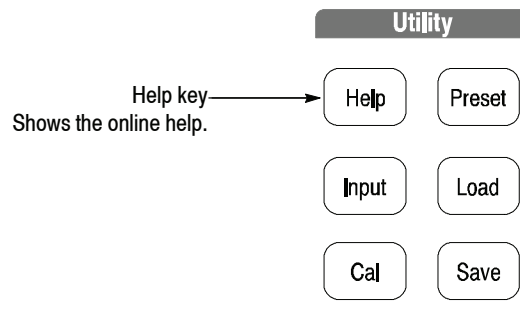 Utility
Help key
Shows the online help.
Help Preset
Input Load
Cal Save